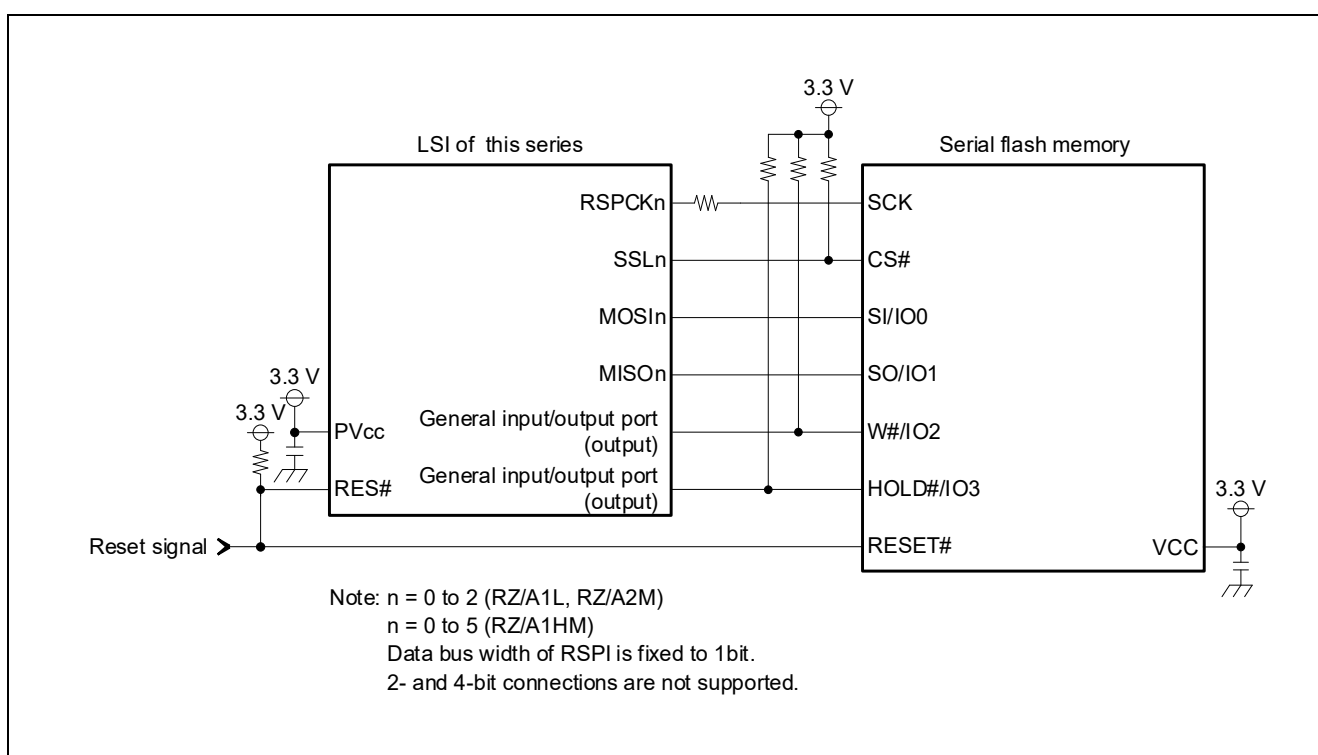 3.3 V
LSI of this series
Serial flash memory
RSPCKn
SCK
SSLn
CS#
MOSIn
SI/IO0
MISOn
SO/IO1
3.3 V
3.3 V
PVcc
General input/output port
(output)
W#/IO2
RES#
General input/output port
(output)
HOLD#/IO3
3.3 V
Reset signal
RESET#
VCC
Note: n = 0 to 2 (RZ/A1L, RZ/A2M)
n = 0 to 5 (RZ/A1HM)
Data bus width of RSPI is fixed to 1bit.
2- and 4-bit connections are not supported.